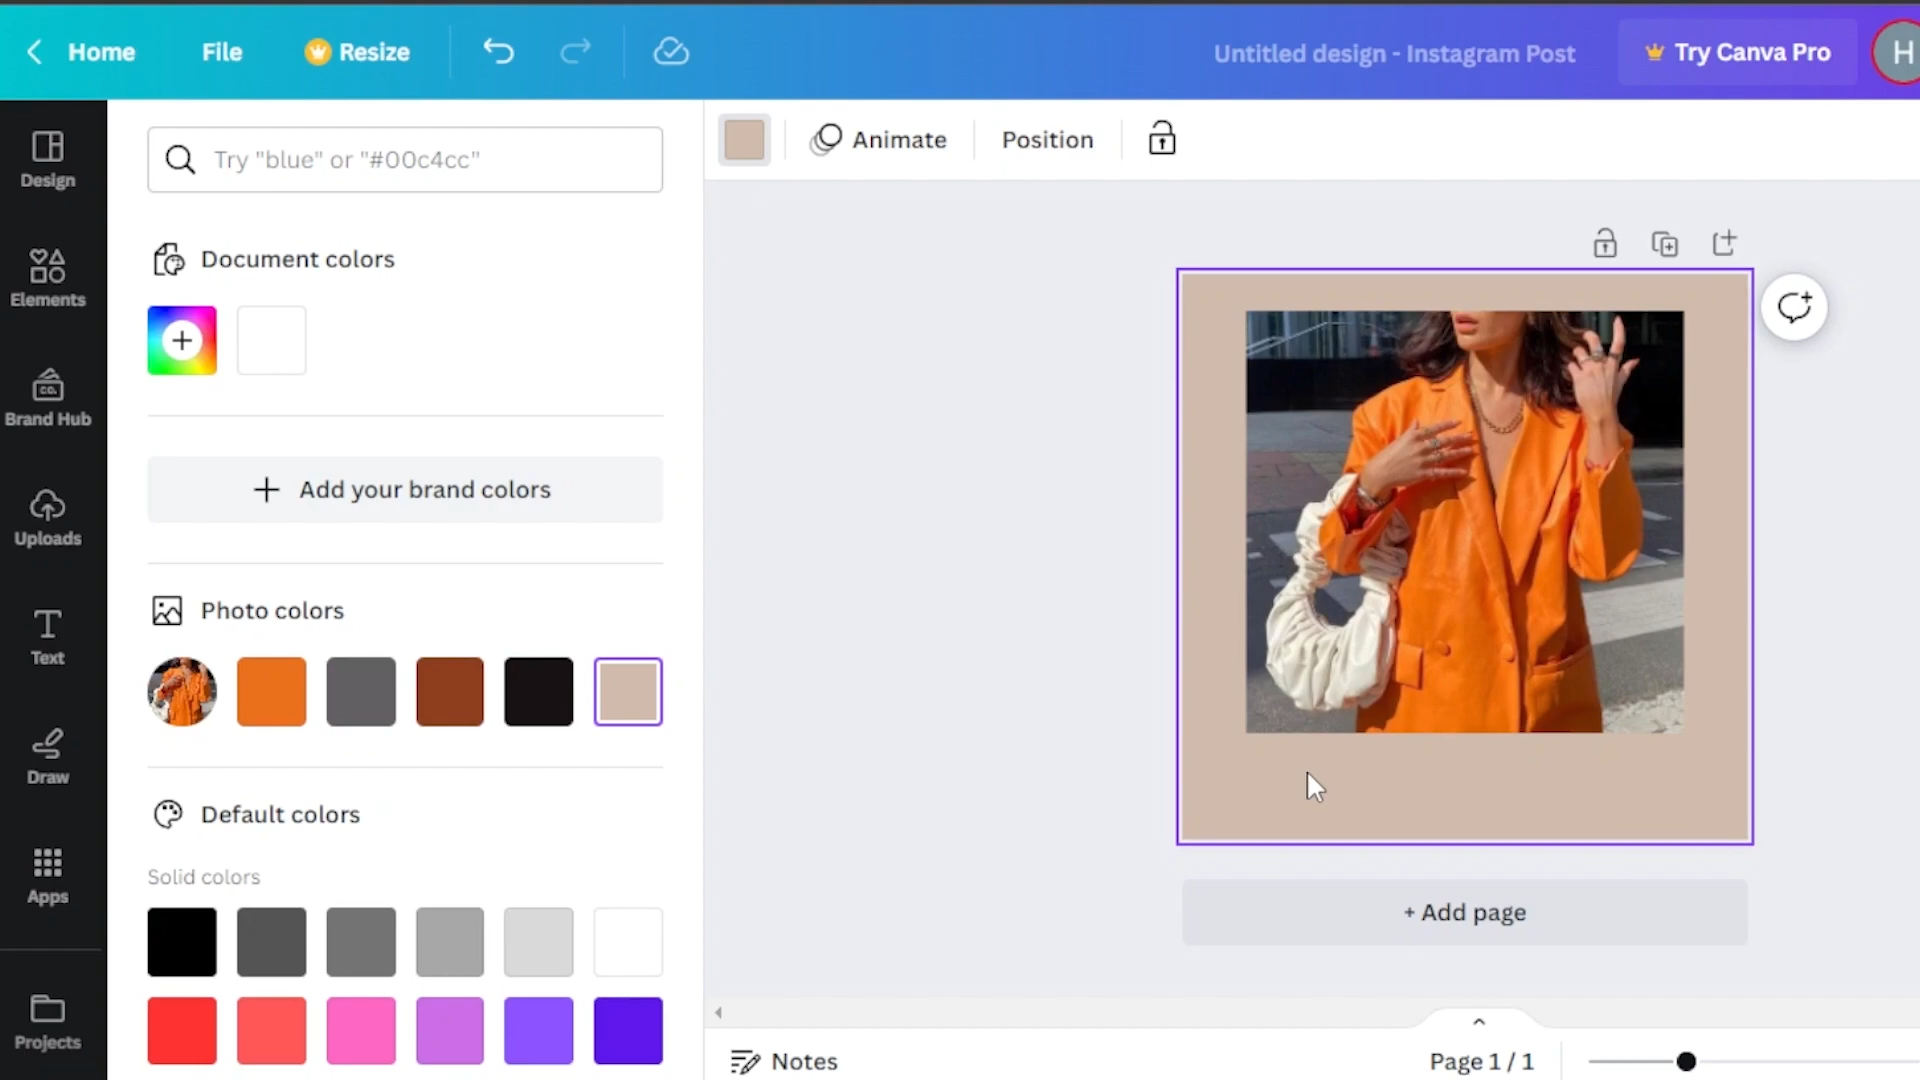 Home
File
Resize
Untitled design - Instagram Post
Try Canva Pro
H
Design
Elements
CO.
Brand Hub
Uploads
Text
Draw
Apps
Projects
Try "blue" or "#00c4cc"
Document colors
+ Add your brand colors
Photo colors
Default colors
Solid colors
Animate
Position
+ Add page
Notes
Page 1 / 1